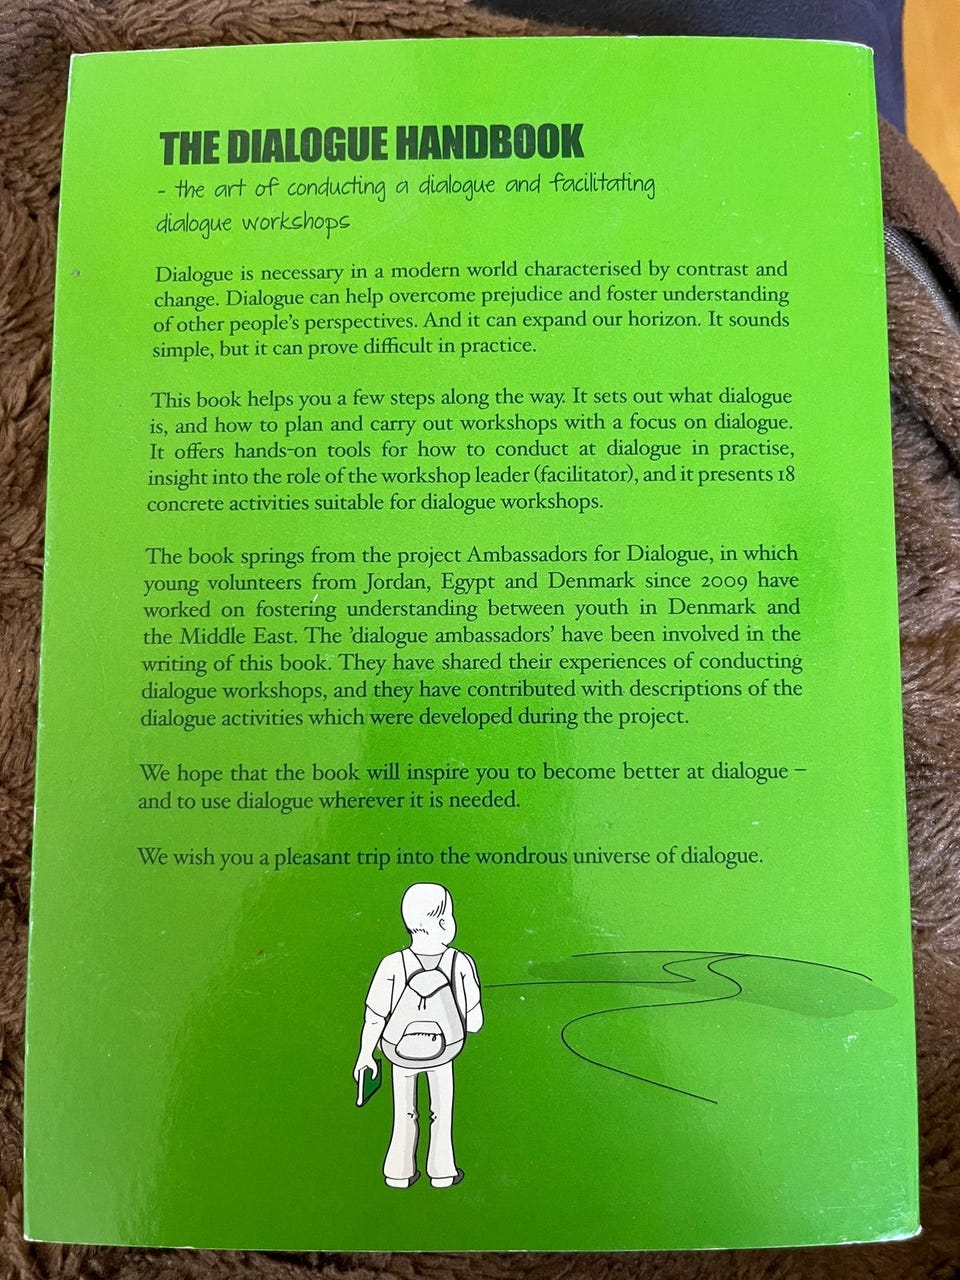 THE DIALOGUE HANDBOOK
- the art of conducting a dialogue and facilitating
dialogue workshops
Dialogue is necessary in a modern world characterised by contrast and
change. Dialogue can help overcome prejudice and foster understanding
of other people's perspectives. And it can expand our horizon. It sounds
simple, but it can prove difficult in practice.
This book helps you a few steps along the way. It sets out what dialogue
is, and how to plan and carry out workshops with a focus on dialogue.
It offers hands-on tools for how to conduct at dialogue in practise,
insight into the role of the workshop leader (facilitator), and it presents 18
concrete activities suitable for dialogue workshops.
The book springs from the project Ambassadors for Dialogue, in which
young volunteers from Jordan, Egypt and Denmark since 2009 have
worked on fostering understanding between youth in Denmark and
the Middle East. The 'dialogue ambassadors' have been involved in the
writing of this book. They have shared their experiences of conducting
dialogue workshops, and they have contributed with descriptions of the
dialogue activities which were developed during the project.
We hope that the book will inspire you to become better at dialogue –
and to use dialogue wherever it is needed.
We wish you a pleasant trip into the wondrous universe of dialogue.